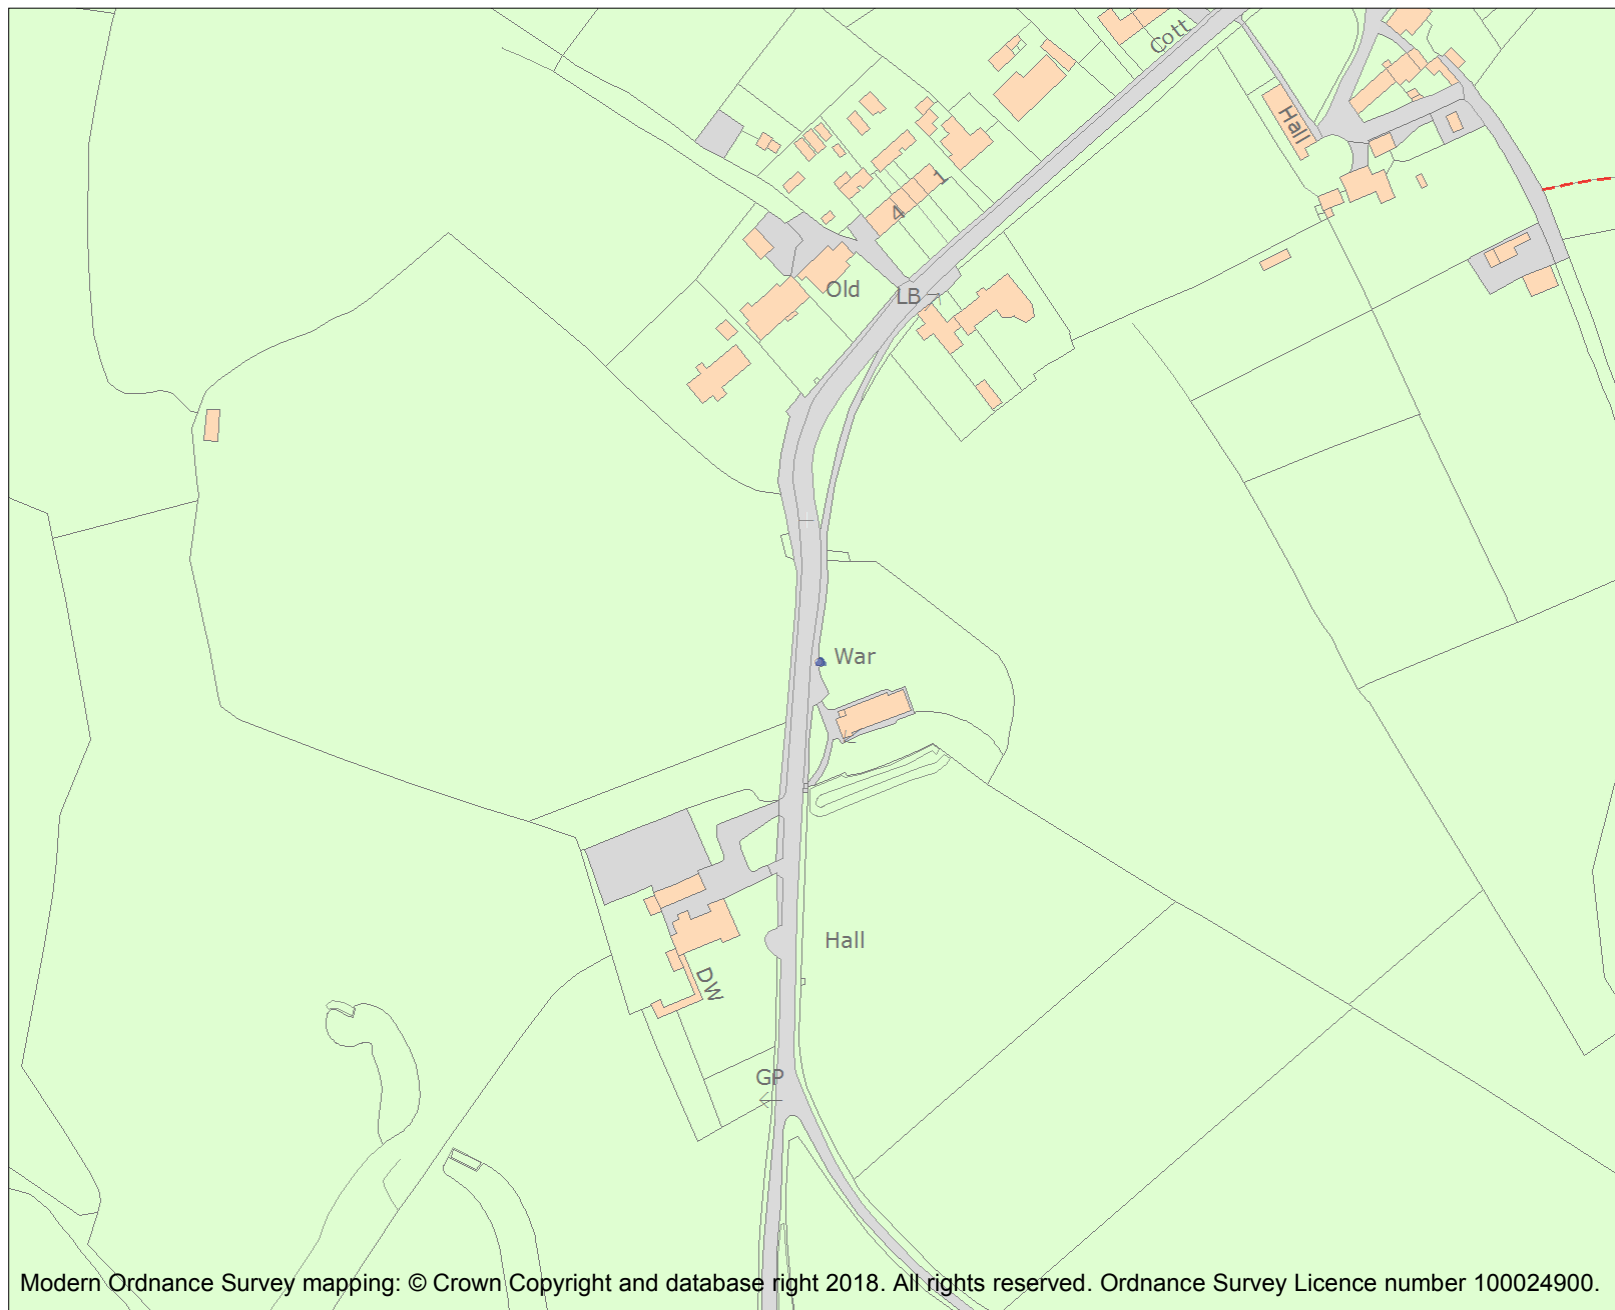 Cott
Hall
1
4
Old
LB
War
Hall
DW
GP
Modern Ordnance Survey mapping: © Crown Copyright and database right 2018. All rights reserved. Ordnance Survey Licence number 100024900.